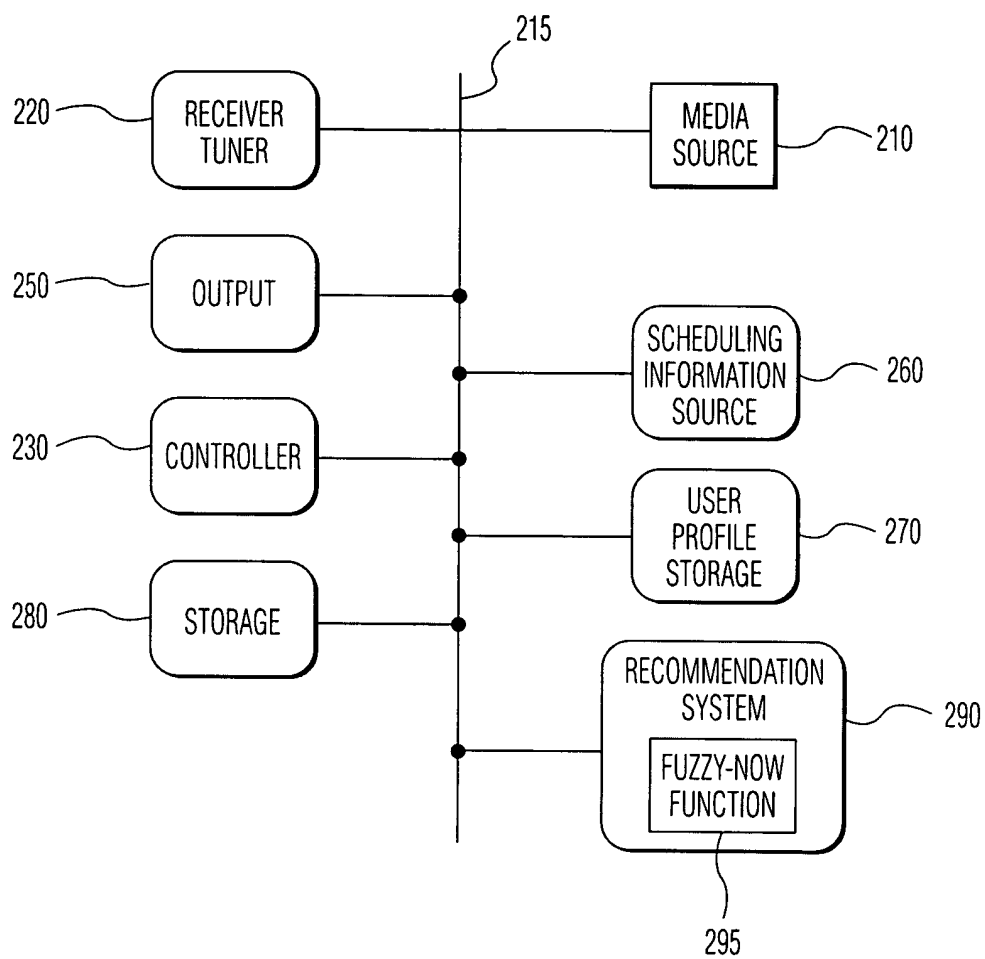 215
220
RECEIVER
TUNER
MEDIA
SOURCE
210
250
OUTPUT
SCHEDULING
INFORMATION
SOURCE
260
230
CONTROLLER
USER
PROFILE
STORAGE
270
280
STORAGE
RECOMMENDATION
SYSTEM
290
FUZZY-NOW
FUNCTION
295